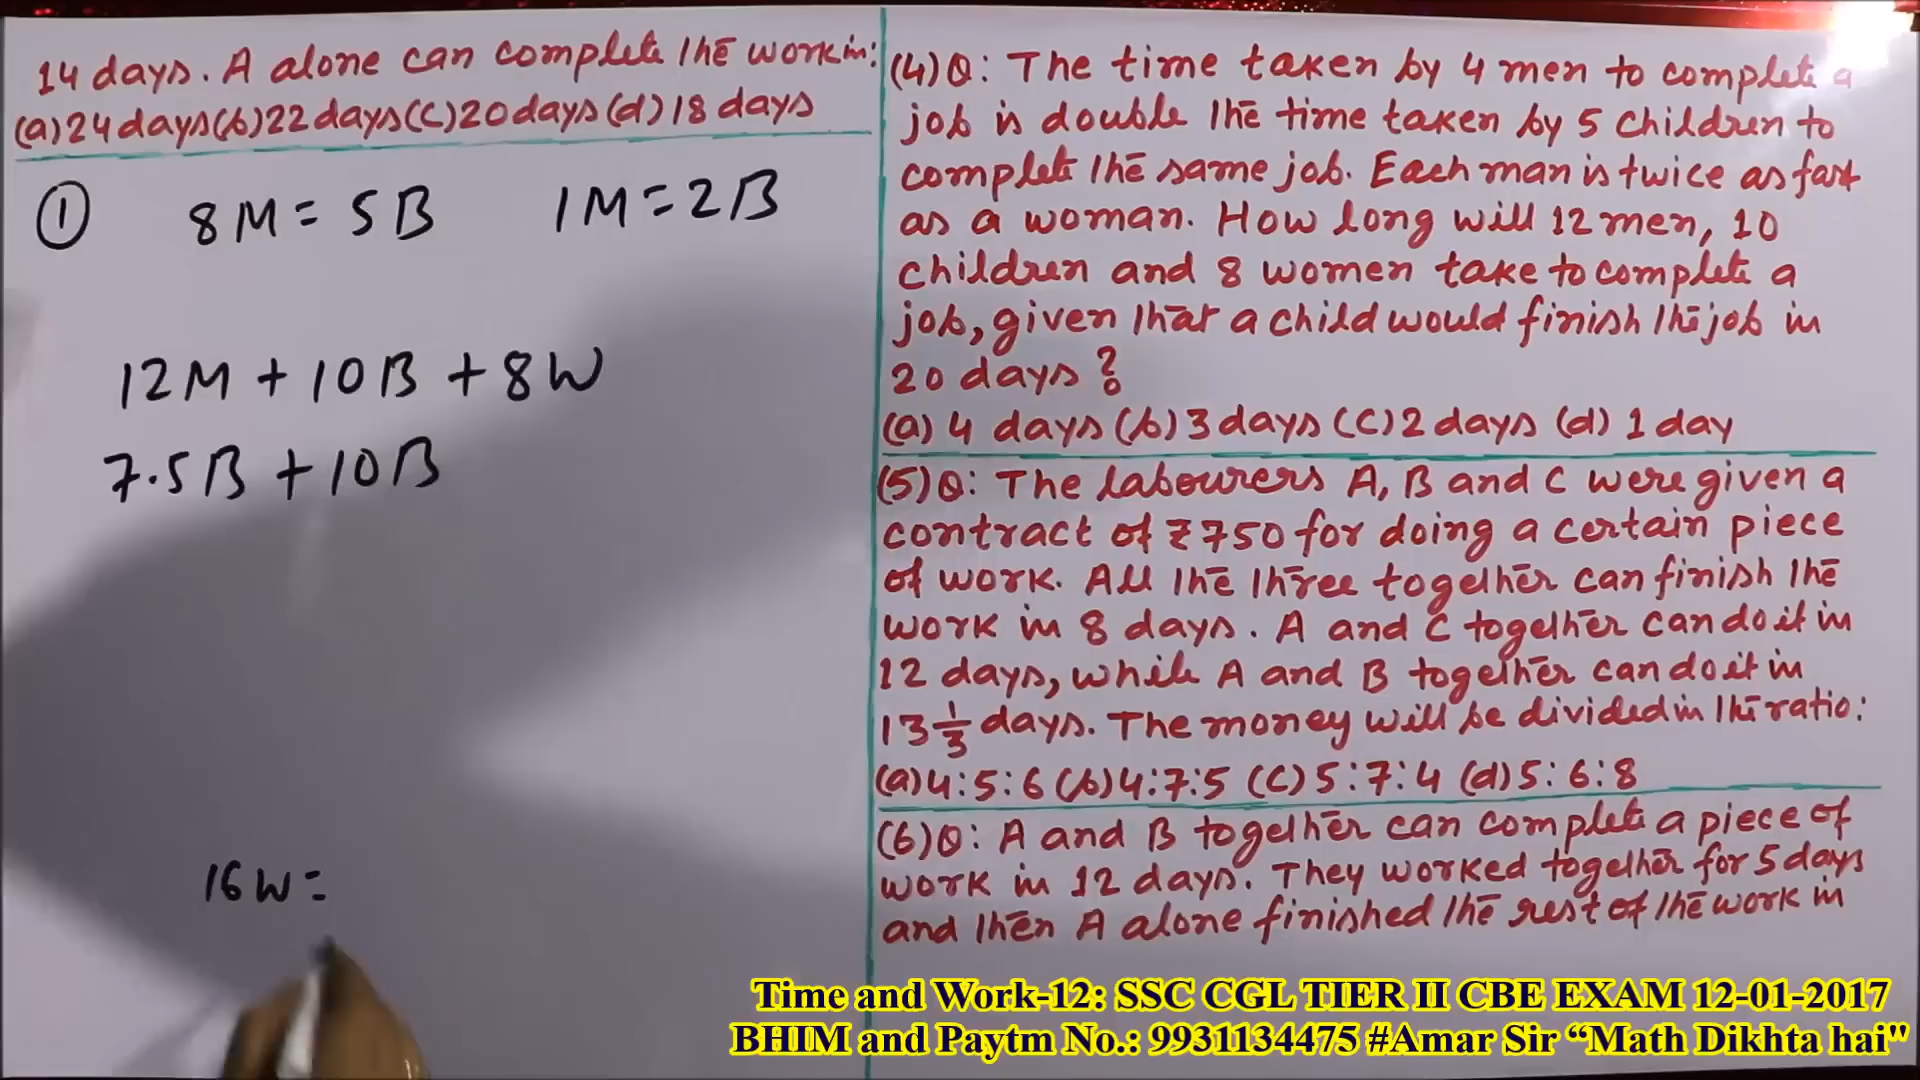 14 days. A alone can complete the work in:
(a) 24 days (b) 22 days (c) 20 days (d) 18 days
① 8M = 5B 1M = 2B
12M + 10B + 8W
7.5B + 10B
16W =
(4) Q: The time taken by 4 men to complete a
job is double the time taken by 5 children to
complete the same job. Each man is twice as fast
as a woman. How long will 12 men, 10
children and 8 women take to complete a
job, given that a child would finish the job in
20 days ?
(a) 4 days (b) 3 days (c) 2 days (d) 1 day
(5) Q: The labourers A, B and C were given a
contract of ₹750 for doing a certain piece
of work. All the three together can finish the
work in 8 days. A and C together can do it in
12 days, while A and B together can do it in
13 1/3 days. The money will be divided in the ratio:
(a) 4:5:6 (b) 4:7:5 (c) 5:7:4 (d) 5:6:8
(6) Q: A and B together can complete a piece of
work in 12 days. They worked together for 5 days
and then A alone finished the rest of the work in
Time and Work-12: SSC CGL TIER II CBE EXAM 12-01-2017
BHIM and Paytm No.: 9931134475 #Amar Sir “Math Dikhta hai"